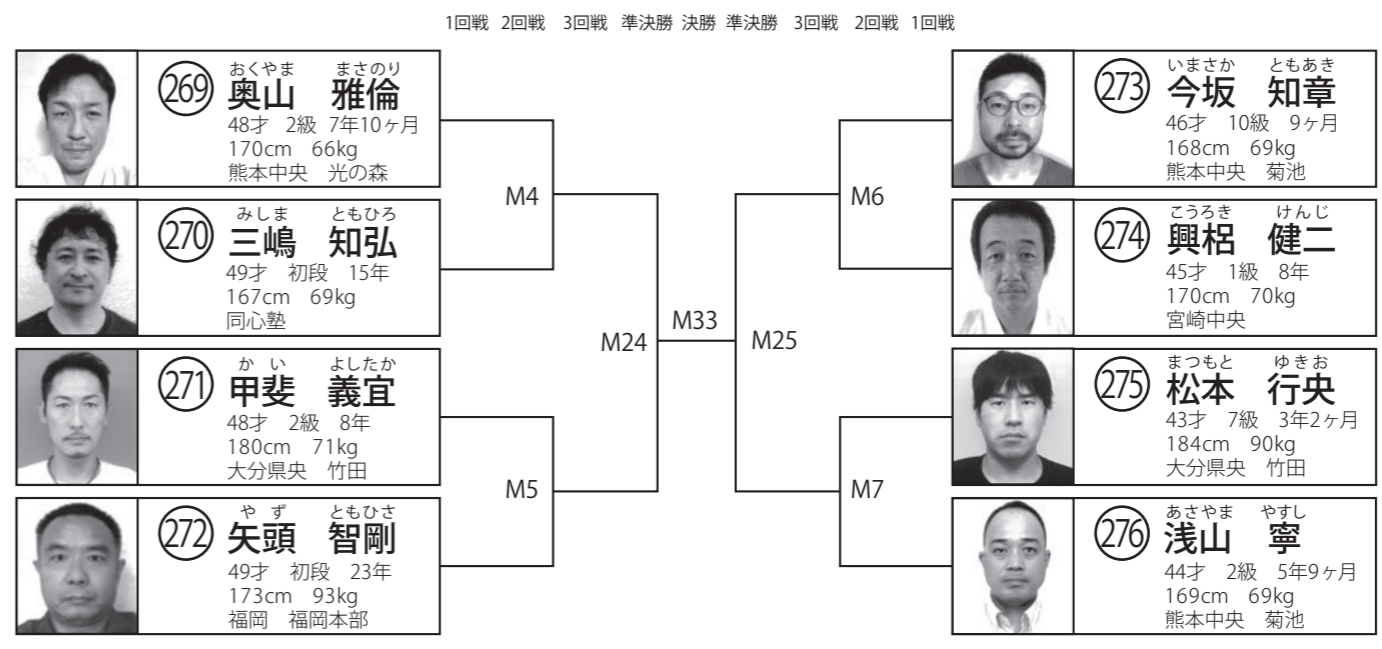 1回戦 2回戦 3回戦 準決勝 決勝 準決勝 3回戦 2回戦 1回戦
269
おくやま まさのり
奥山 雅倫
48才 2級 7年10ヶ月
170cm 66kg
熊本中央 光の森
270
みしま ともひろ
三嶋 知弘
49才 初段 15年
167cm 69kg
同心塾
271
かい よしたか
甲斐 義宜
48才 2級 8年
180cm 71kg
大分県央 竹田
272
やず ともひさ
矢頭 智剛
49才 初段 23年
173cm 93kg
福岡 福岡本部
M4
M5
M24
M33
M25
M6
M7
273
いまさか ともあき
今坂 知章
46才 10級 9ヶ月
168cm 69kg
熊本中央 菊池
274
こうろき けんじ
興梠 健二
45才 1級 8年
170cm 70kg
宮崎中央
275
まつもと ゆきお
松本 行央
43才 7級 3年2ヶ月
184cm 90kg
大分県央 竹田
276
あさやま やすし
浅山 寧
44才 2級 5年9ヶ月
169cm 69kg
熊本中央 菊池